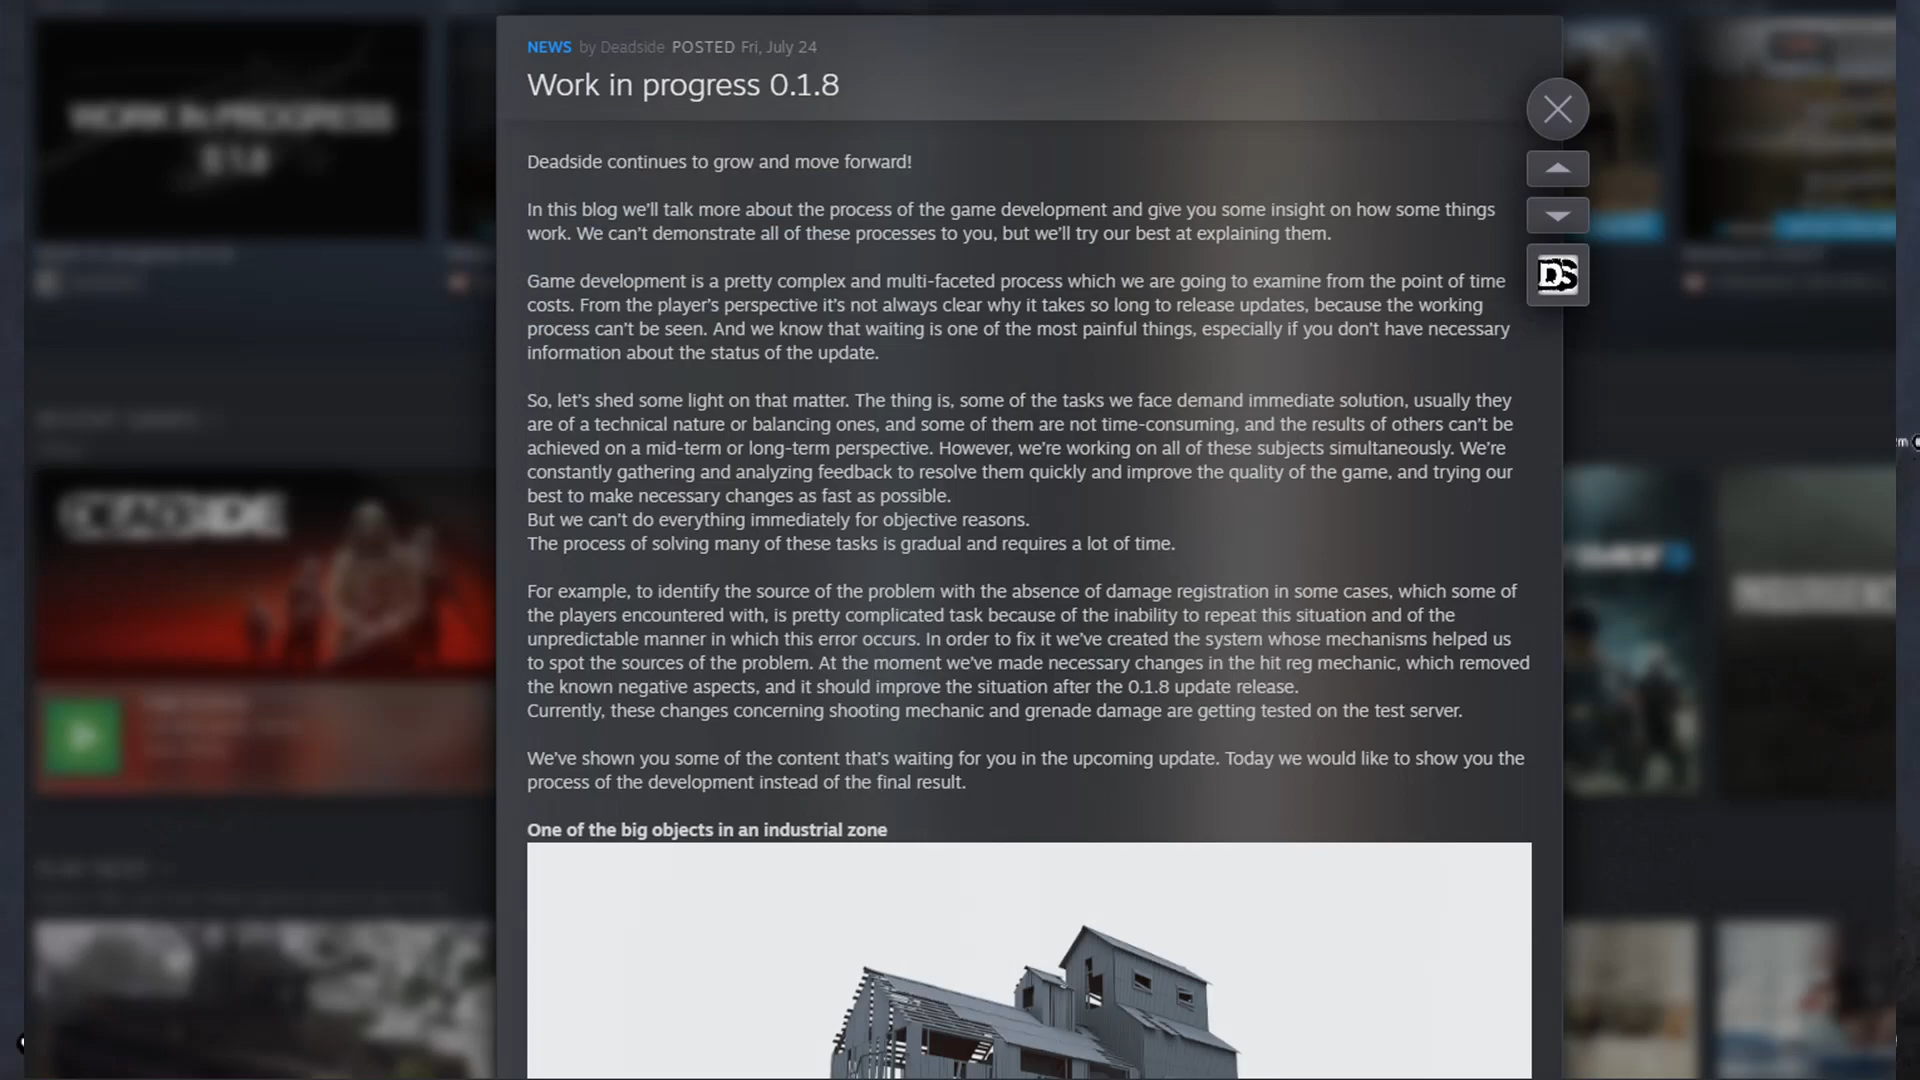 NEWS by Deadside POSTED Fri, July 24
Work in progress 0.1.8
Deadside continues to grow and move forward!
In this blog we'll talk more about the process of the game development and give you some insight on how some things
work. We can't demonstrate all of these processes to you, but we'll try our best at explaining them.
Game development is a pretty complex and multi-faceted process which we are going to examine from the point of time
costs. From the player's perspective it's not always clear why it takes so long to release updates, because the working
process can't be seen. And we know that waiting is one of the most painful things, especially if you don't have necessary
information about the status of the update.
So, let's shed some light on that matter. The thing is, some of the tasks we face demand immediate solution, usually they
are of a technical nature or balancing ones, and some of them are not time-consuming, and the results of others can't be
achieved on a mid-term or long-term perspective. However, we're working on all of these subjects simultaneously. We're
constantly gathering and analyzing feedback to resolve them quickly and improve the quality of the game, and trying our
best to make necessary changes as fast as possible.
But we can't do everything immediately for objective reasons.
The process of solving many of these tasks is gradual and requires a lot of time.
For example, to identify the source of the problem with the absence of damage registration in some cases, which some of
the players encountered with, is pretty complicated task because of the inability to repeat this situation and of the
unpredictable manner in which this error occurs. In order to fix it we've created the system whose mechanisms helped us
to spot the sources of the problem. At the moment we've made necessary changes in the hit reg mechanic, which removed
the known negative aspects, and it should improve the situation after the 0.1.8 update release.
Currently, these changes concerning shooting mechanic and grenade damage are getting tested on the test server.
We've shown you some of the content that's waiting for you in the upcoming update. Today we would like to show you the
process of the development instead of the final result.
One of the big objects in an industrial zone
DS
WORK IN PROGRESS
0.1.8
DEADSIDE